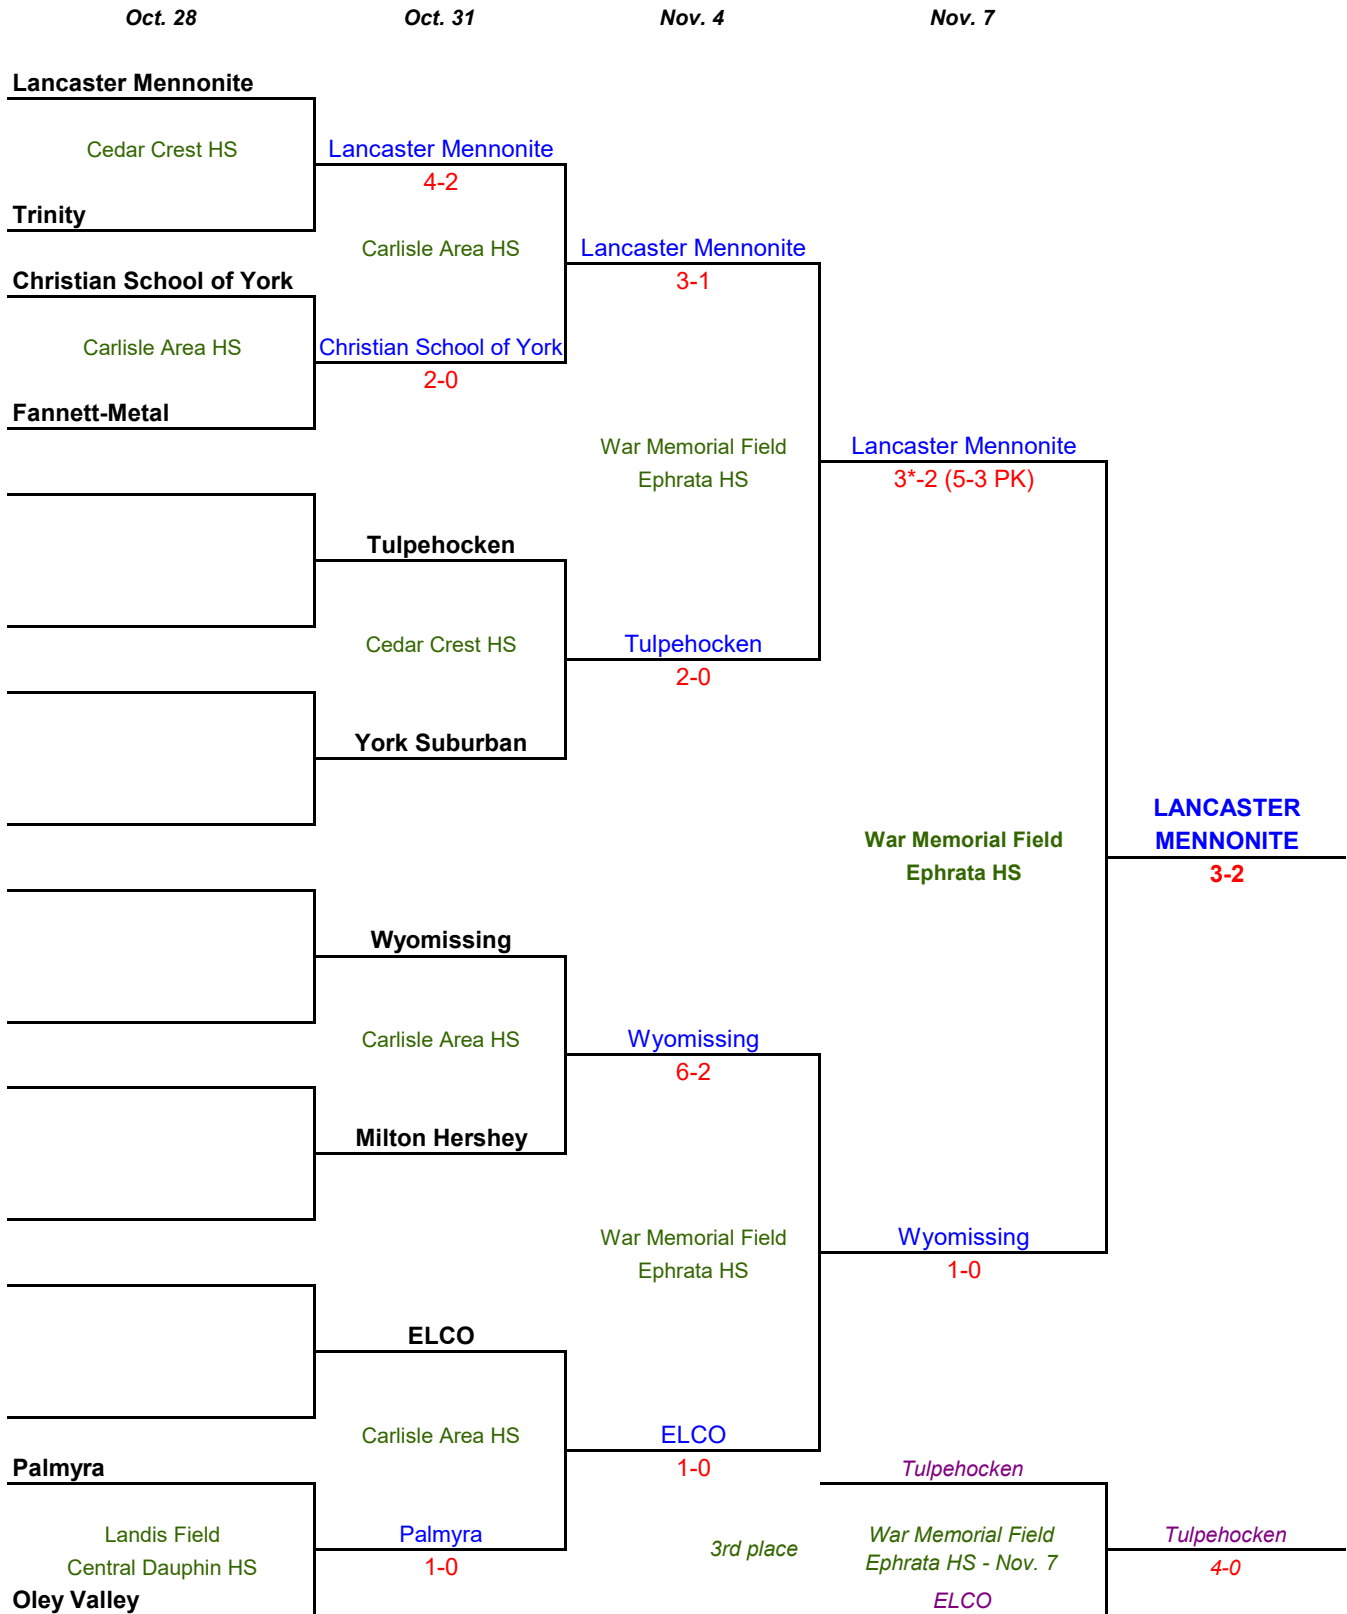 Oct. 28 Oct. 31 Nov. 4 Nov. 7
Lancaster Mennonite
Cedar Crest HS Lancaster Mennonite
4-2
Trinity
Carlisle Area HS Lancaster Mennonite
Christian School of York 3-1
Carlisle Area HS Christian School of York
2-0
Fannett-Metal
War Memorial Field Lancaster Mennonite
Ephrata HS 3*-2 (5-3 PK)
Tulpehocken
Cedar Crest HS Tulpehocken
2-0
York Suburban
LANCASTER
War Memorial Field MENNONITE
Ephrata HS 3-2
Wyomissing
Carlisle Area HS Wyomissing
6-2
Milton Hershey
War Memorial Field Wyomissing
Ephrata HS 1-0
ELCO
Carlisle Area HS ELCO
Palmyra 1-0 Tulpehocken
Landis Field Palmyra 3rd place War Memorial Field Tulpehocken
Central Dauphin HS 1-0 Ephrata HS - Nov. 7 4-0
Oley Valley ELCO